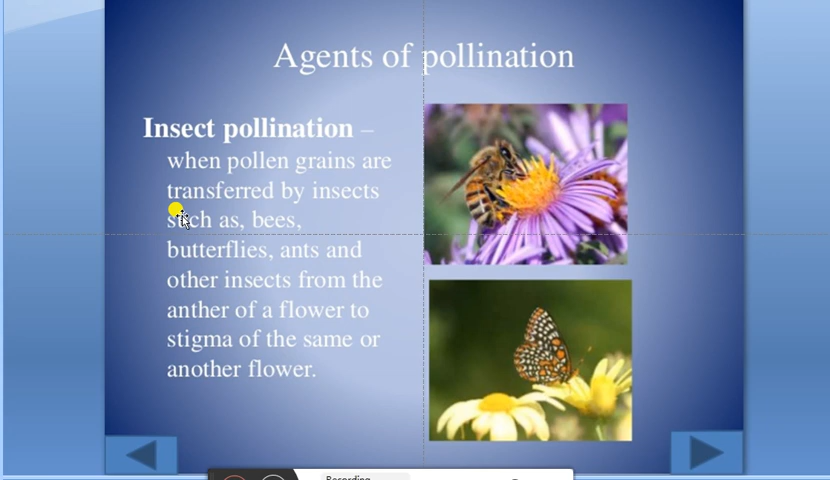 Agents of pollination
Insect pollination –
when pollen grains are
transferred by insects
such as, bees,
butterflies, ants and
other insects from the
anther of a flower to
stigma of the same or
another flower.
Recording